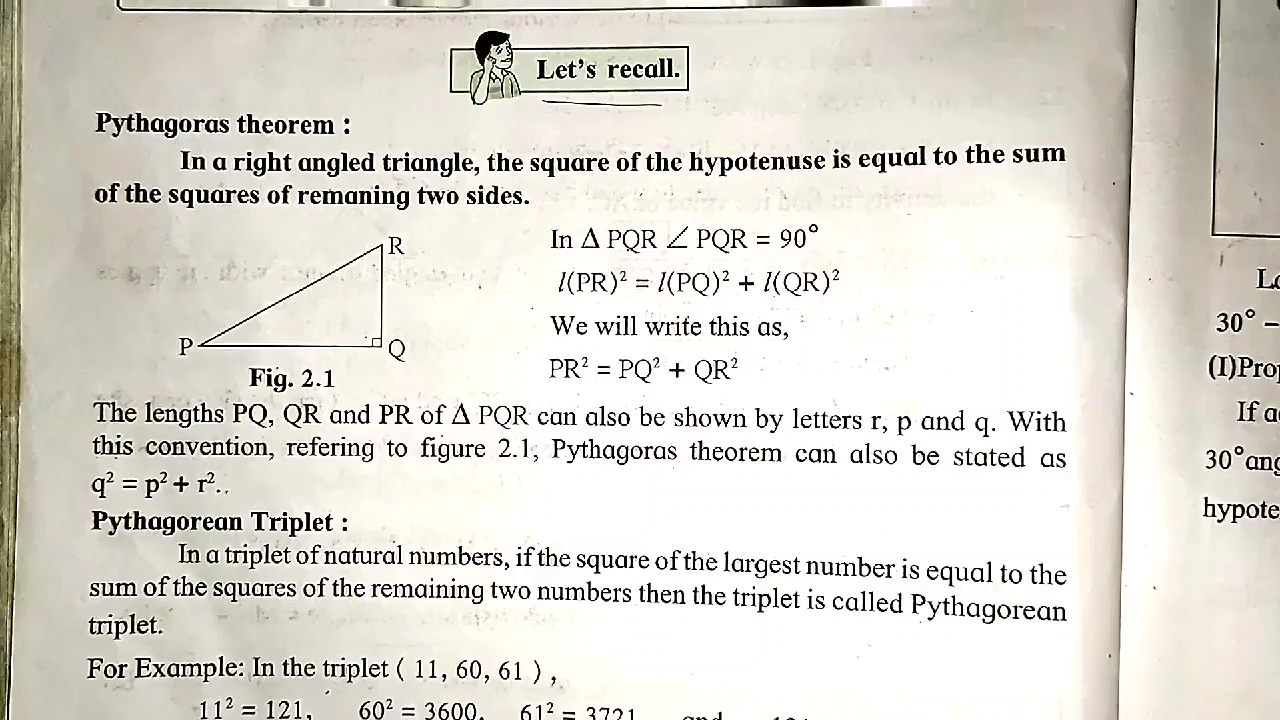 Let's recall.
Pythagoras theorem :
In a right angled triangle, the square of the hypotenuse is equal to the sum
of the squares of remaning two sides.
R
P
Q
Fig. 2.1
In Δ PQR ∠ PQR = 90°
l(PR)² = l(PQ)² + l(QR)²
We will write this as,
PR² = PQ² + QR²
The lengths PQ, QR and PR of Δ PQR can also be shown by letters r, p and q. With
this convention, refering to figure 2.1, Pythagoras theorem can also be stated as
q² = p² + r²..
Pythagorean Triplet :
In a triplet of natural numbers, if the square of the largest number is equal to the
sum of the squares of the remaining two numbers then the triplet is called Pythagorean
triplet.
For Example: In the triplet ( 11, 60, 61 ) ,
11² = 121, 60² = 3600, 61² = 3721 and
30° –
(I)
If a
30°